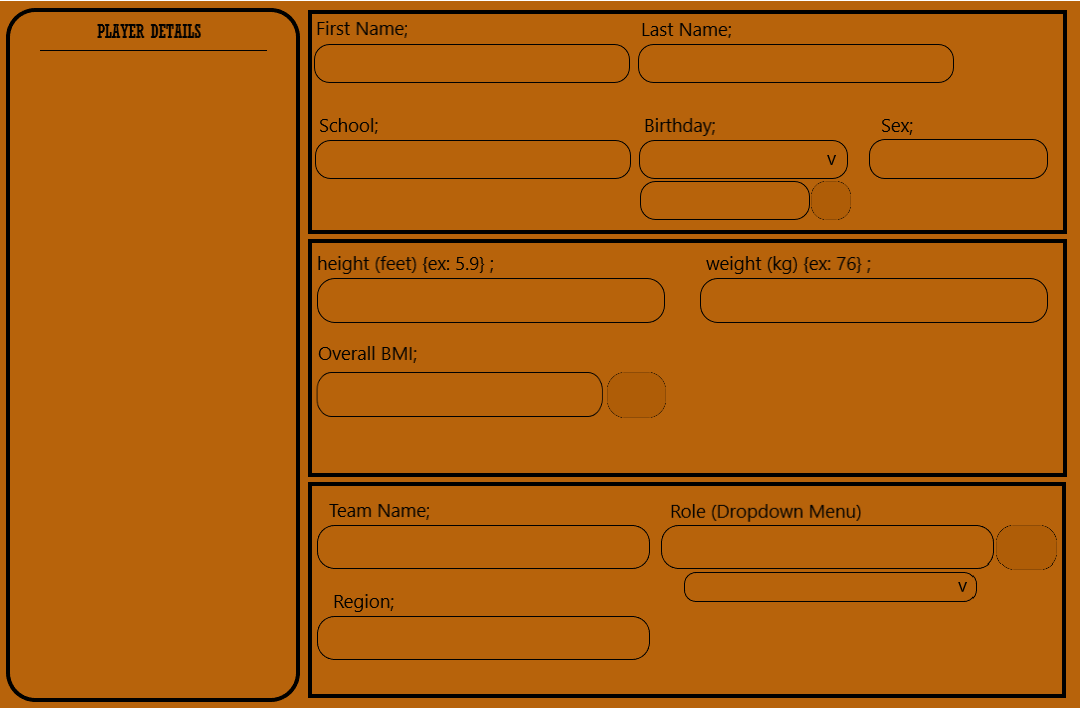 PLAYER DETAILS
First Name;
Last Name;
School;
Birthday;
Sex;
v
height (feet) {ex: 5.9} ;
weight (kg) {ex: 76} ;
Overall BMI;
Team Name;
Role (Dropdown Menu)
v
Region;